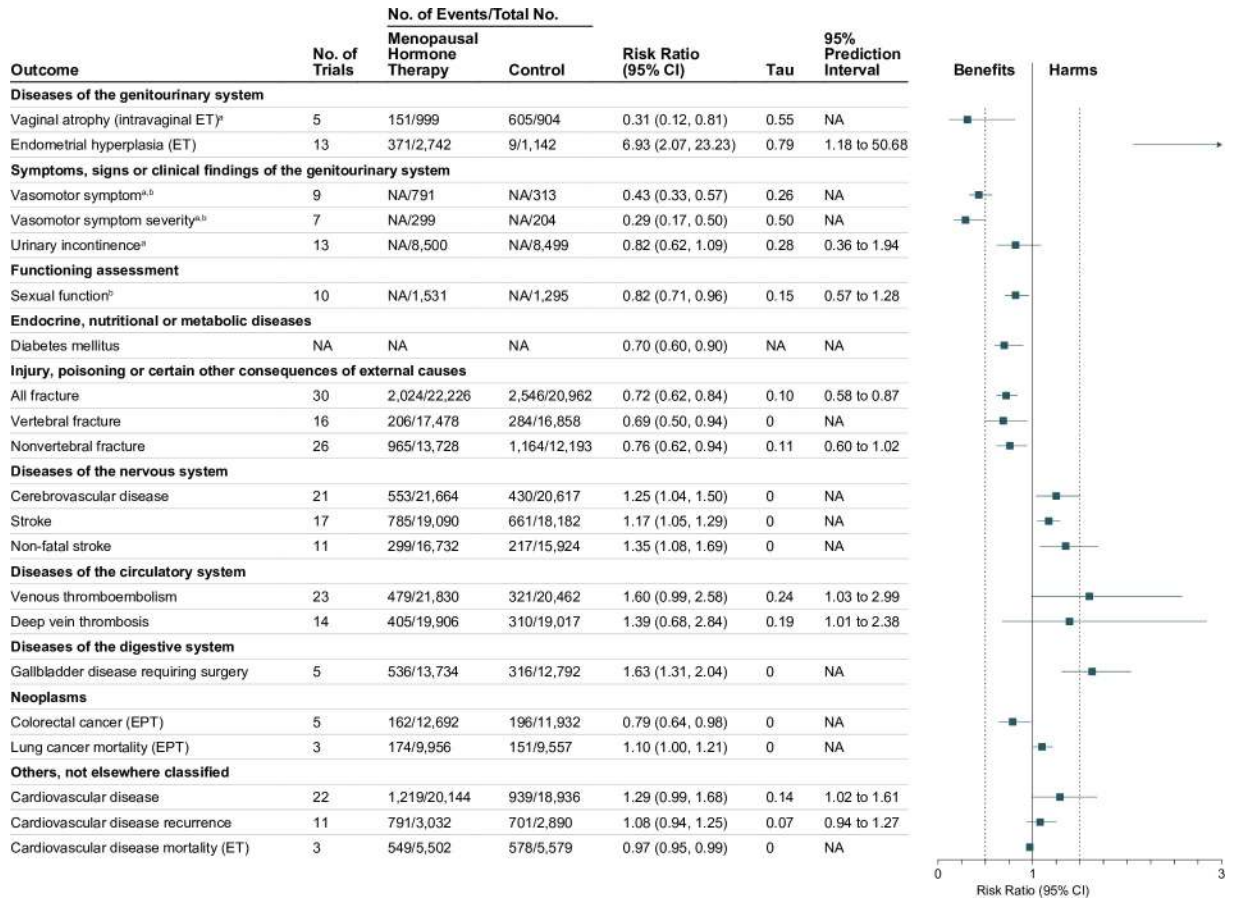 No. of Events/Total No.
Outcome No. of Trials Menopausal Hormone Therapy Control Risk Ratio (95% CI) Tau 95% Prediction Interval Benefits Harms
Diseases of the genitourinary system
Vaginal atrophy (intravaginal ET)ᵃ 5 151/999 605/904 0.31 (0.12, 0.81) 0.55 NA
Endometrial hyperplasia (ET) 13 371/2,742 9/1,142 6.93 (2.07, 23.23) 0.79 1.18 to 50.68
Symptoms, signs or clinical findings of the genitourinary system
Vasomotor symptomᵃ,ᵇ 9 NA/791 NA/313 0.43 (0.33, 0.57) 0.26 NA
Vasomotor symptom severityᵃ,ᵇ 7 NA/299 NA/204 0.29 (0.17, 0.50) 0.50 NA
Urinary incontinenceᵃ 13 NA/8,500 NA/8,499 0.82 (0.62, 1.09) 0.28 0.36 to 1.94
Functioning assessment
Sexual functionᵇ 10 NA/1,531 NA/1,295 0.82 (0.71, 0.96) 0.15 0.57 to 1.28
Endocrine, nutritional or metabolic diseases
Diabetes mellitus NA NA NA 0.70 (0.60, 0.90) NA NA
Injury, poisoning or certain other consequences of external causes
All fracture 30 2,024/22,226 2,546/20,962 0.72 (0.62, 0.84) 0.10 0.58 to 0.87
Vertebral fracture 16 206/17,478 284/16,858 0.69 (0.50, 0.94) 0 NA
Nonvertebral fracture 26 965/13,728 1,164/12,193 0.76 (0.62, 0.94) 0.11 0.60 to 1.02
Diseases of the nervous system
Cerebrovascular disease 21 553/21,664 430/20,617 1.25 (1.04, 1.50) 0 NA
Stroke 17 785/19,090 661/18,182 1.17 (1.05, 1.29) 0 NA
Non-fatal stroke 11 299/16,732 217/15,924 1.35 (1.08, 1.69) 0 NA
Diseases of the circulatory system
Venous thromboembolism 23 479/21,830 321/20,462 1.60 (0.99, 2.58) 0.24 1.03 to 2.99
Deep vein thrombosis 14 405/19,906 310/19,017 1.39 (0.68, 2.84) 0.19 1.01 to 2.38
Diseases of the digestive system
Gallbladder disease requiring surgery 5 536/13,734 316/12,792 1.63 (1.31, 2.04) 0 NA
Neoplasms
Colorectal cancer (EPT) 5 162/12,692 196/11,932 0.79 (0.64, 0.98) 0 NA
Lung cancer mortality (EPT) 3 174/9,956 151/9,557 1.10 (1.00, 1.21) 0 NA
Others, not elsewhere classified
Cardiovascular disease 22 1,219/20,144 939/18,936 1.29 (0.99, 1.68) 0.14 1.02 to 1.61
Cardiovascular disease recurrence 11 791/3,032 701/2,890 1.08 (0.94, 1.25) 0.07 0.94 to 1.27
Cardiovascular disease mortality (ET) 3 549/5,502 578/5,579 0.97 (0.95, 0.99) 0 NA
0 1 3
Risk Ratio (95% CI)